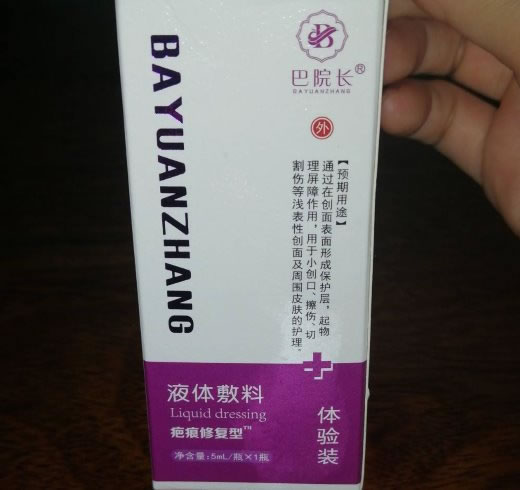 BAYUANZHANG
巴院长®
BAYUANZHANG
外
【预期用途】
通过在创面表面形成保护层，起物
理屏障作用，用于小创口、擦伤、切
割伤等浅表性创面及周围皮肤的护理。
液体敷料
Liquid dressing
疤痕修复型™
净含量：5mL/瓶×1瓶
体验装